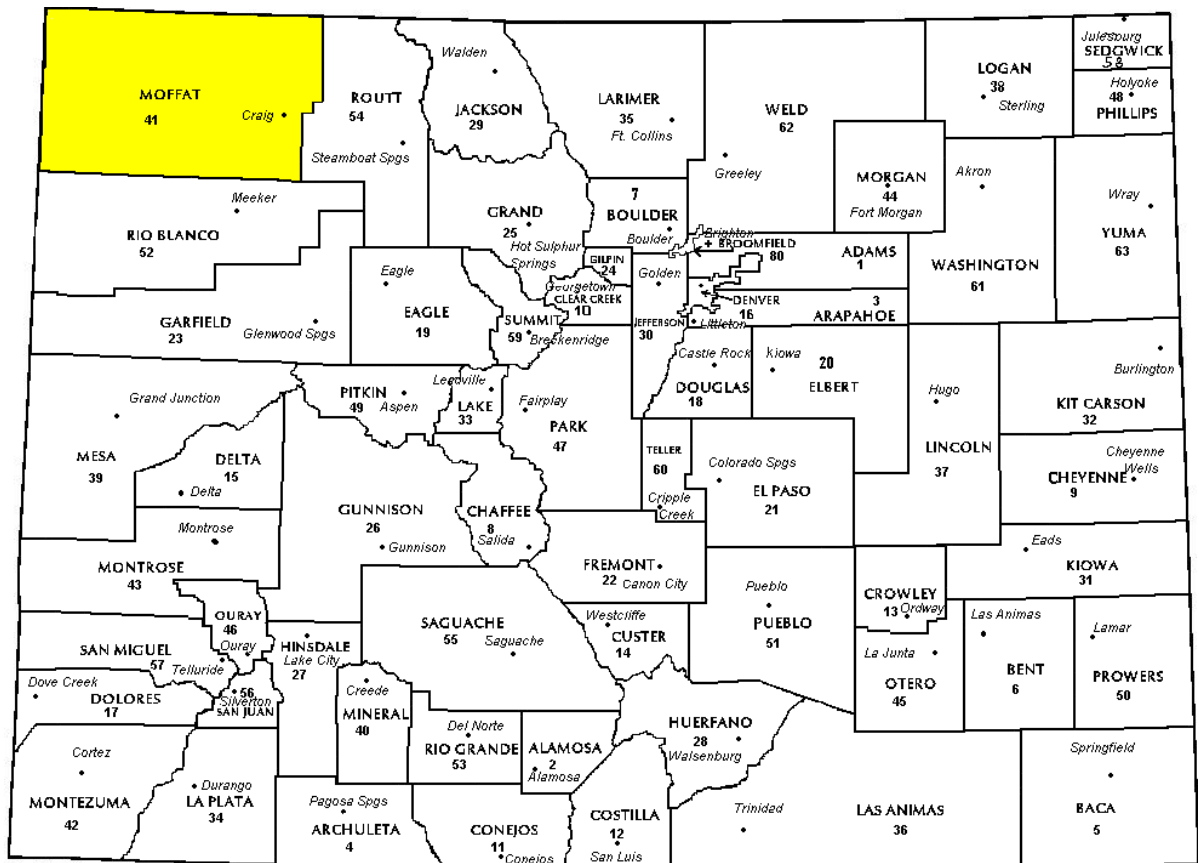 Julesburg
SEDGWICK
58
Walden
LOGAN
38
Holyoke
48
PHILLIPS
Sterling
MOFFAT
41
Craig
ROUTT
54
JACKSON
29
LARIMER
35
Ft. Collins
WELD
62
Steamboat Spgs
Greeley
MORGAN
44
Fort Morgan
Akron
Wray
YUMA
63
Meeker
RIO BLANCO
52
GRAND
25
Hot Sulphur
Springs
7
BOULDER
Boulder
Brighton
+ BROOMFIELD
80
ADAMS
1
WASHINGTON
61
Eagle
EAGLE
19
GILPIN
24
Georgetown
CLEAR CREEK
10
Golden
JEFFERSON
30
DENVER
16
3
ARAPAHOE
Littleton
GARFIELD
23
Glenwood Spgs
SUMMIT
59
Breckenridge
Castle Rock
DOUGLAS
18
kiowa
20
ELBERT
Burlington
KIT CARSON
32
Grand Junction
MESA
39
PITKIN
49
Aspen
Leadville
LAKE
33
Fairplay
PARK
47
Hugo
LINCOLN
37
DELTA
15
Delta
TELLER
60
Cripple
Creek
Colorado Spgs
EL PASO
21
Cheyenne
Wells
CHEYENNE
9
GUNNISON
26
Gunnison
CHAFFEE
8
Salida
Montrose
MONTROSE
43
FREMONT
22
Canon City
Eads
KIOWA
31
Pueblo
PUEBLO
51
CROWLEY
13
Ordway
OURAY
46
Ouray
SAGUACHE
55
Saguache
Westcliffe
CUSTER
14
Las Animas
BENT
6
Lamar
PROWERS
50
SAN MIGUEL
57
Telluride
HINSDALE
Lake City
27
La Junta
OTERO
45
Dove Creek
DOLORES
17
56
Silverton
SAN JUAN
Creede
MINERAL
40
Del Norte
RIO GRANDE
53
ALAMOSA
2
Alamosa
HUERFANO
28
Walsenburg
Cortez
MONTEZUMA
42
Durango
LA PLATA
34
Pagosa Spgs
ARCHULETA
4
CONEJOS
11
Conejos
COSTILLA
12
San Luis
Trinidad
LAS ANIMAS
36
Springfield
BACA
5